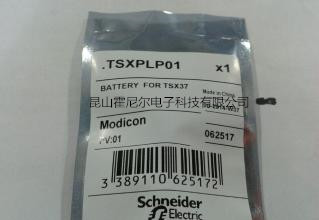 .TSXPLP01 x1
BATTERY FOR TSX37
Made in China
昆山霍尼尔电子科技有限公司
Modicon
PV:01 062517
3 389110 625172
Schneider
Electric